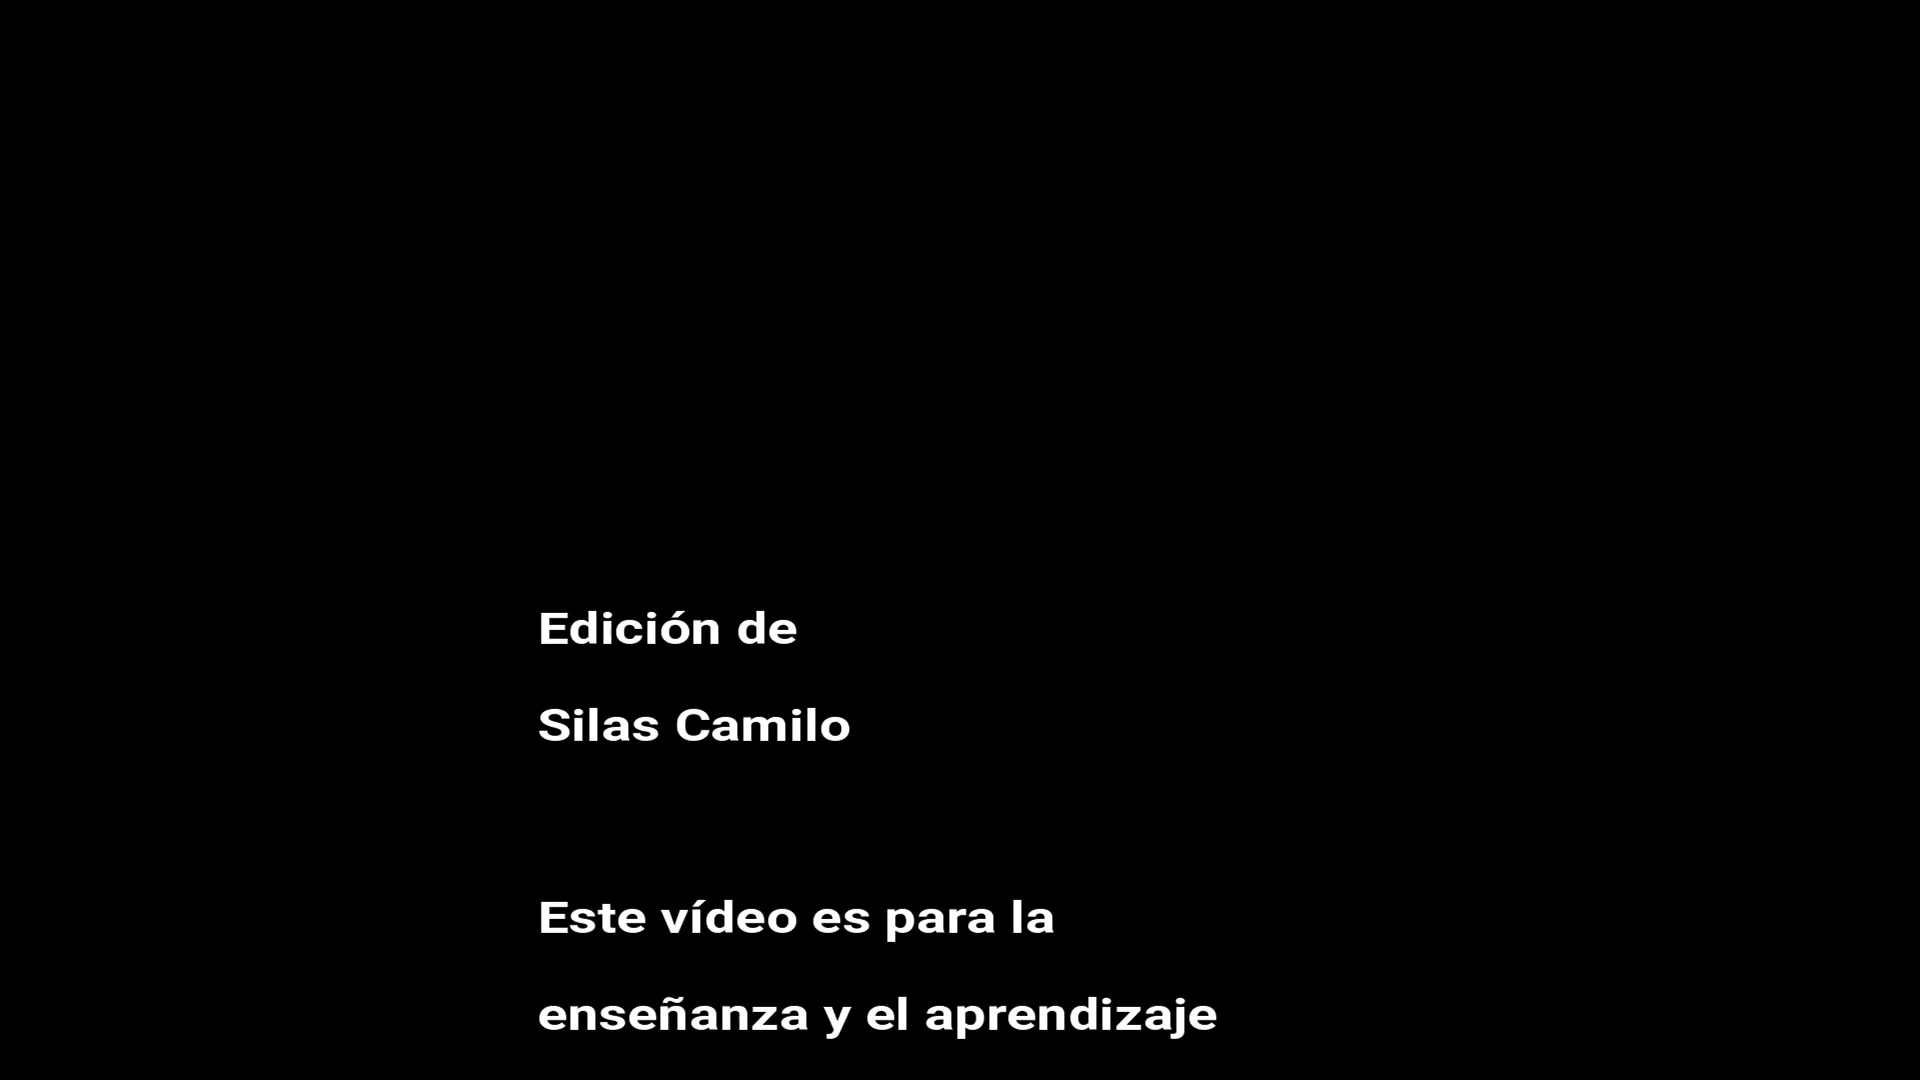 Edición de
Silas Camilo
Este vídeo es para la
enseñanza y el aprendizaje